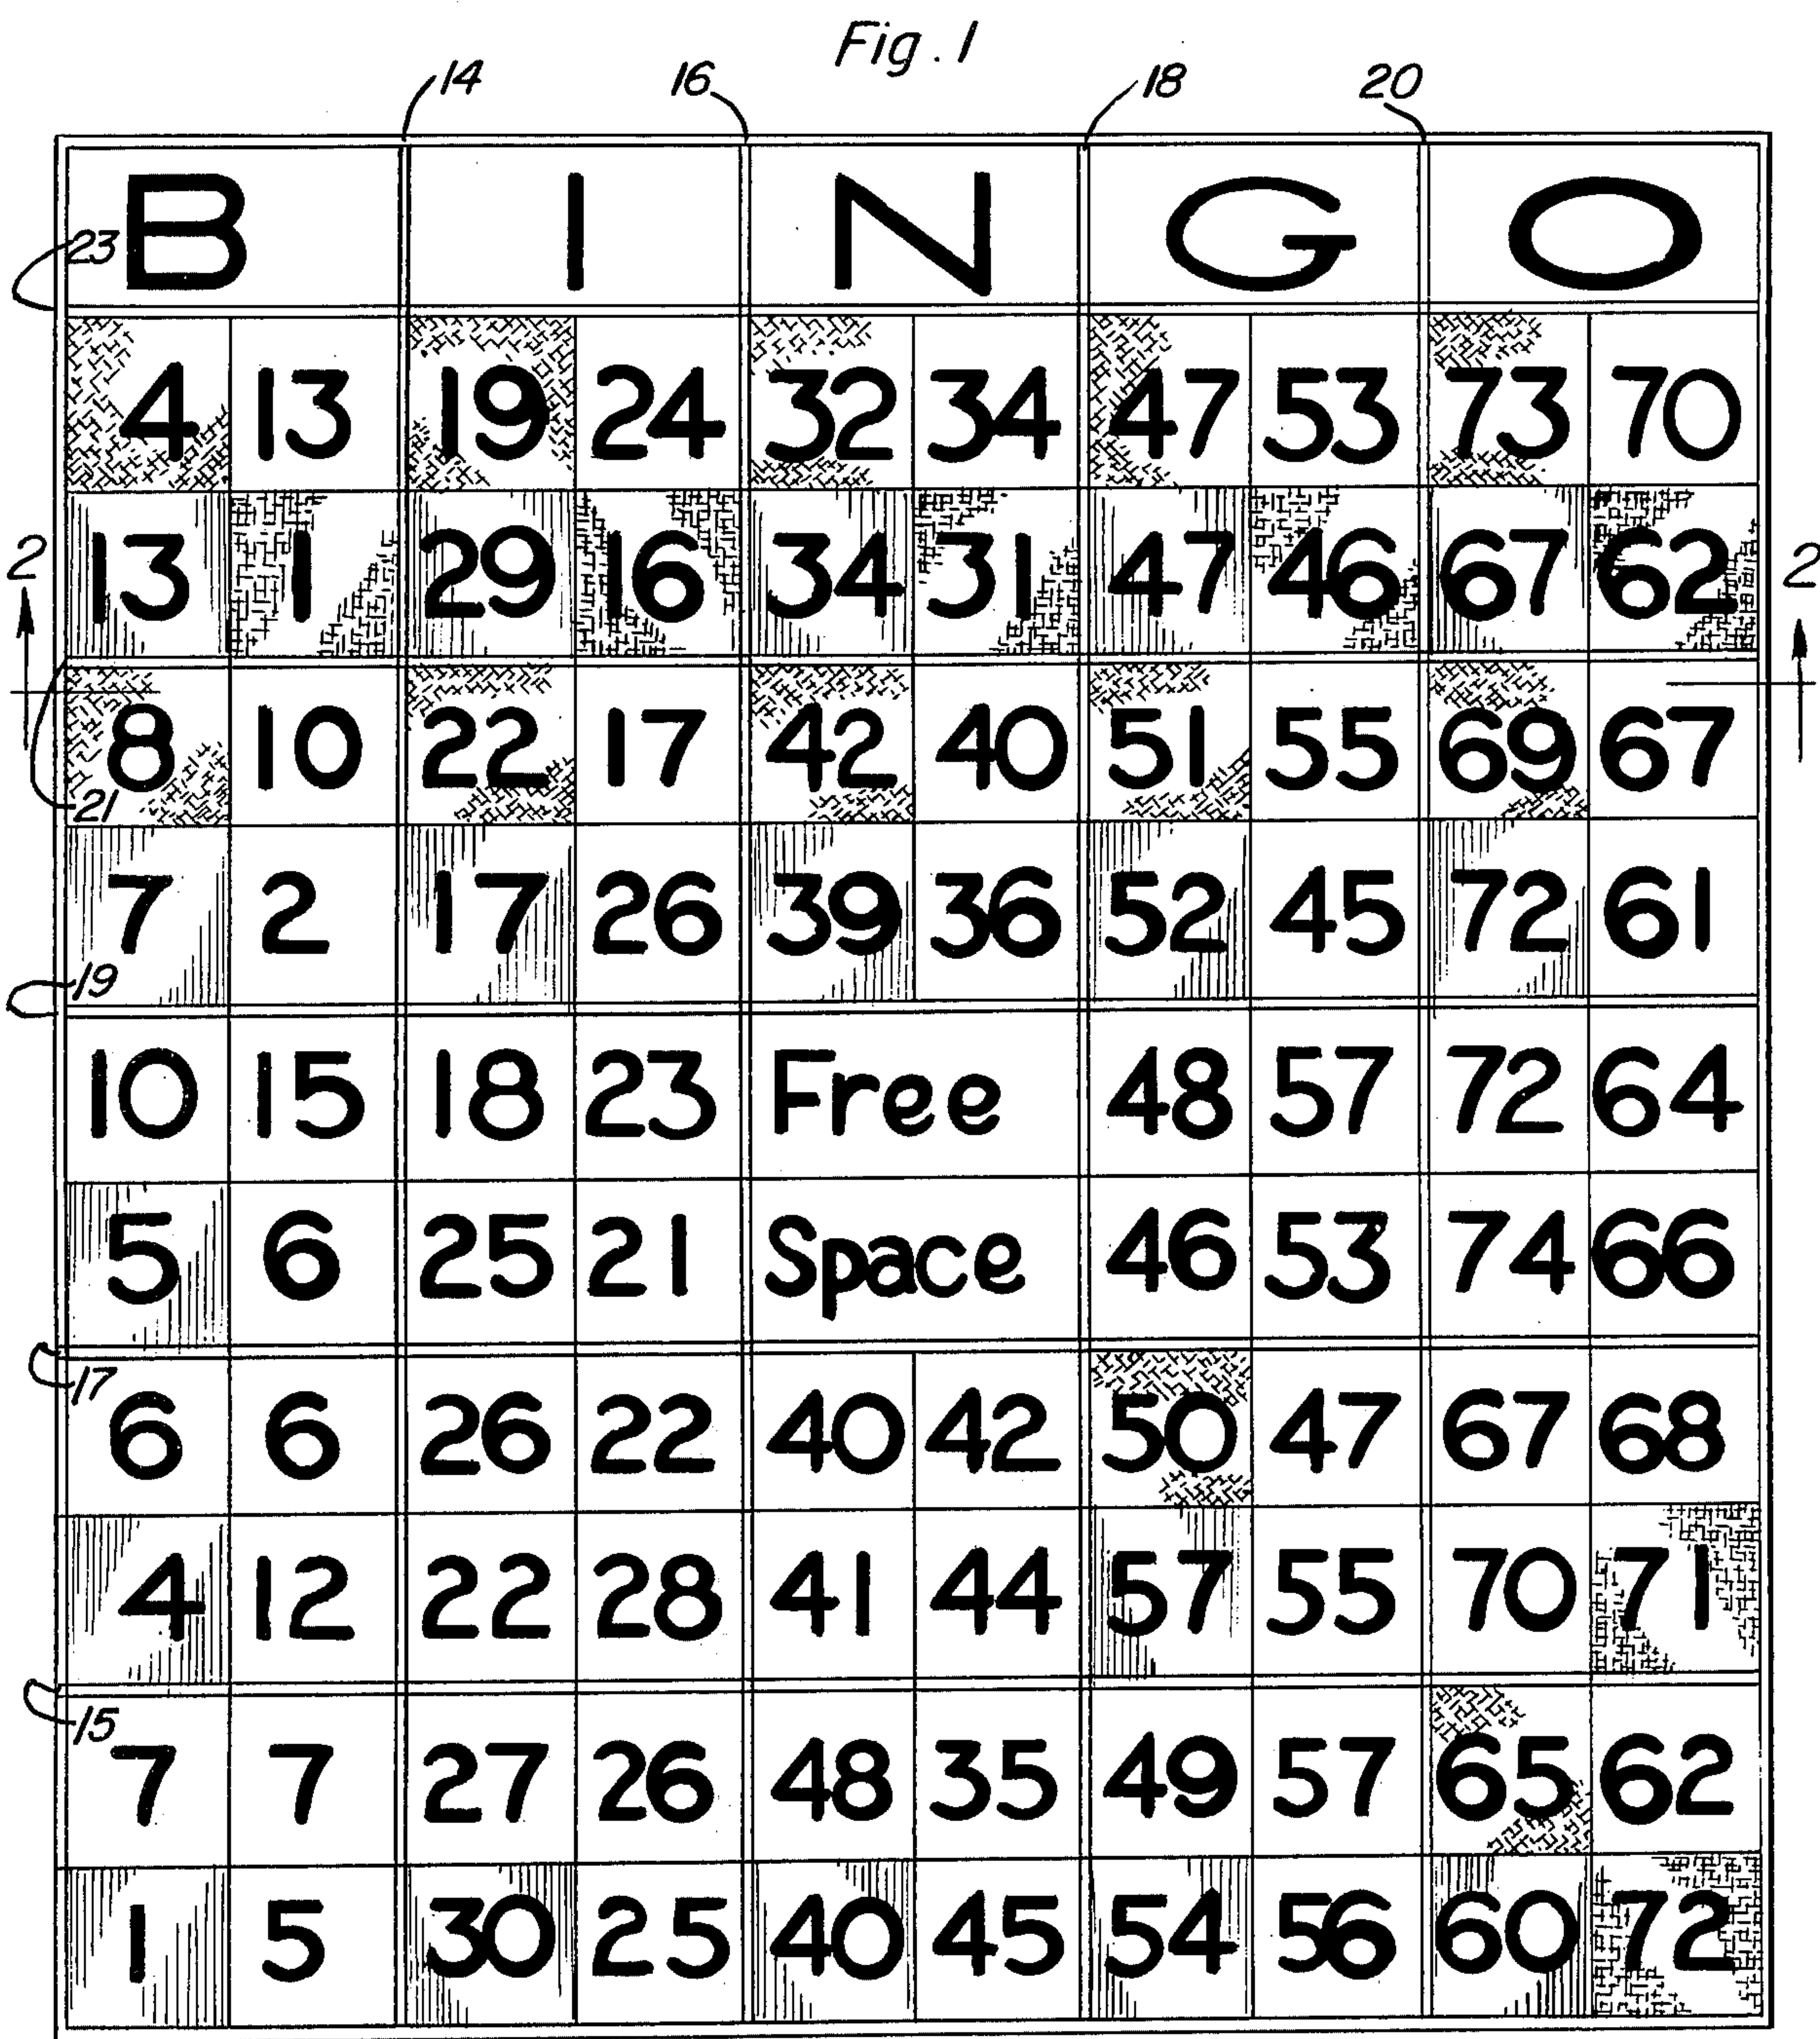 Fig. 1
14 16 18 20
B I N G O
23
4 13 19 24 32 34 47 53 73 70
13 1 29 16 34 31 47 46 67 62
2 2
8 10 22 17 42 40 51 55 69 67
21
7 2 17 26 39 36 52 45 72 61
19
10 15 18 23 Free 48 57 72 64
5 6 25 21 Space 46 53 74 66
17
6 6 26 22 40 42 50 47 67 68
4 12 22 28 41 44 57 55 70 71
15
7 7 27 26 48 35 49 57 65 62
1 5 30 25 40 45 54 56 60 72